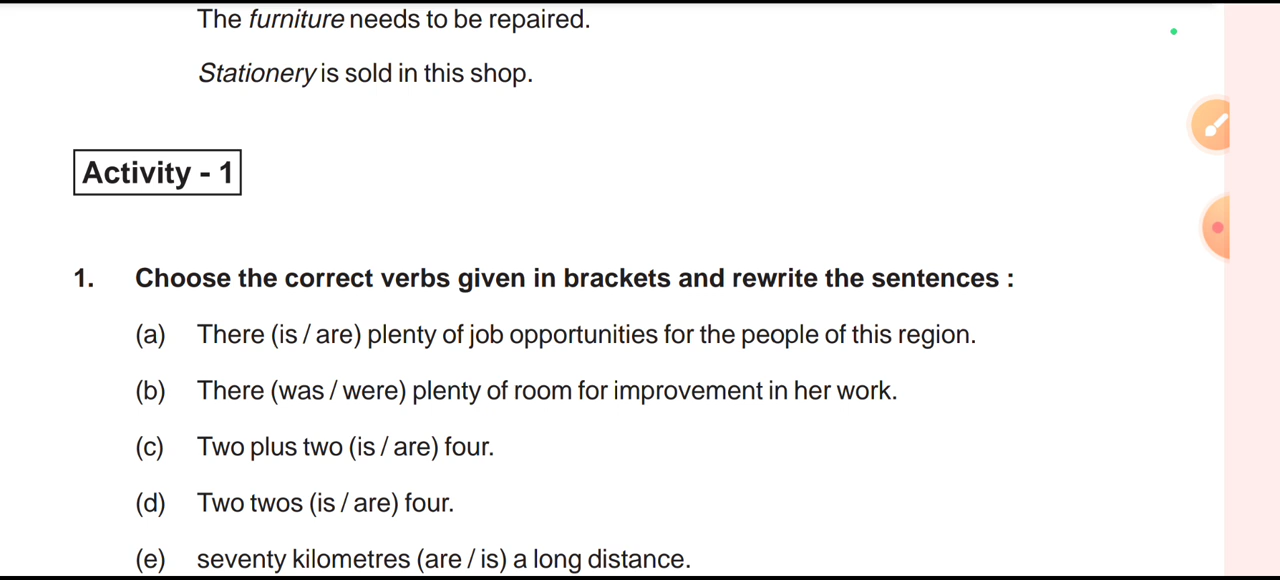 The furniture needs to be repaired.
Stationery is sold in this shop.
Activity - 1
1. Choose the correct verbs given in brackets and rewrite the sentences :
(a) There (is / are) plenty of job opportunities for the people of this region.
(b) There (was / were) plenty of room for improvement in her work.
(c) Two plus two (is / are) four.
(d) Two twos (is / are) four.
(e) seventy kilometres (are / is) a long distance.